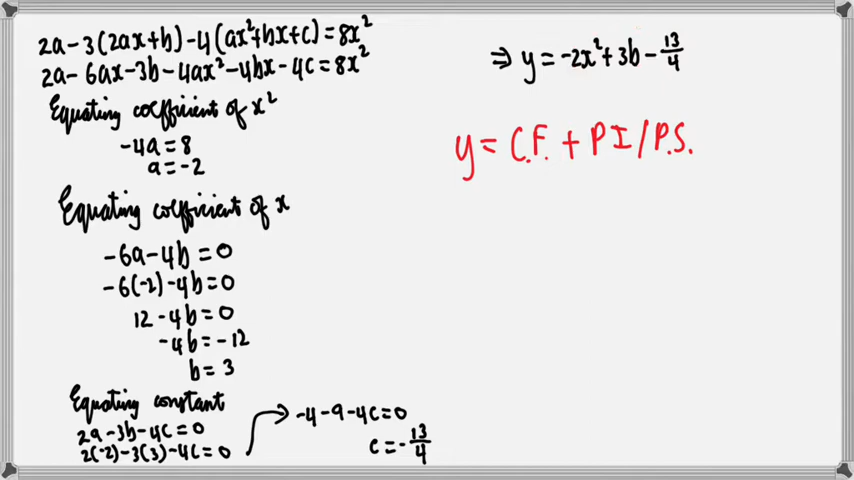 2a-3(2ax+b)-4(ax²+bx+c)=8x²
2a-6ax-3b-4ax²-4bx-4c=8x²
Equating coefficient of x²
-4a=8
a=-2
Equating coefficient of x
-6a-4b=0
-6(-2)-4b=0
12-4b=0
-4b=-12
b=3
Equating constant
2a-3b-4c=0
2(-2)-3(3)-4c=0
-4-9-4c=0
c=-13/4
⇒ y=-2x²+3b-13/4
y= C.F. + PI/P.S.